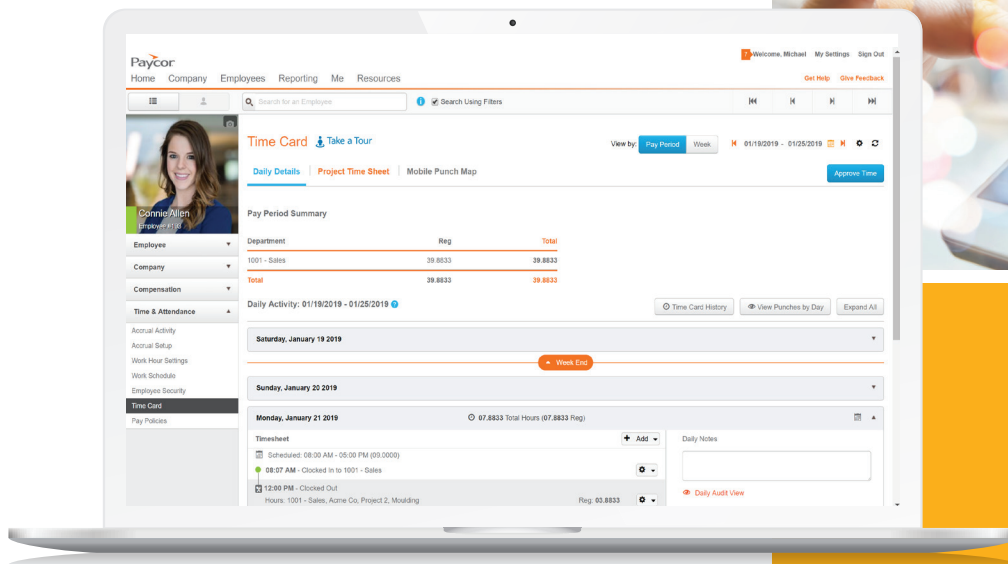 Paycor
? Welcome, Michael My Settings Sign Out
Home Company Employees Reporting Me Resources
Get Help Give Feedback
Search for an Employee
Search Using Filters
Time Card Take a Tour
View by: Pay Period Week 01/19/2019 - 01/25/2019
Daily Details Project Time Sheet Mobile Punch Map
Approve Time
Connie Allen
Employee #193
Pay Period Summary
Employee
Company
Compensation
Time & Attendance
Accrual Activity
Accrual Setup
Work Hour Settings
Work Schedule
Employee Security
Time Card
Pay Policies
Department Reg Total
1001 - Sales 39.8833 39.8833
Total 39.8833 39.8833
Daily Activity: 01/19/2019 - 01/25/2019
Time Card History View Punches by Day Expand All
Saturday, January 19 2019
Week End
Sunday, January 20 2019
Monday, January 21 2019 07.8833 Total Hours (07.8833 Reg)
Timesheet + Add Daily Notes
Scheduled: 08:00 AM - 05:00 PM (09.0000)
08:07 AM - Clocked in to 1001 - Sales
12:00 PM - Clocked Out
Hours: 1001 - Sales, Acme Co, Project 2, Moulding Reg: 03.8833
Daily Audit View